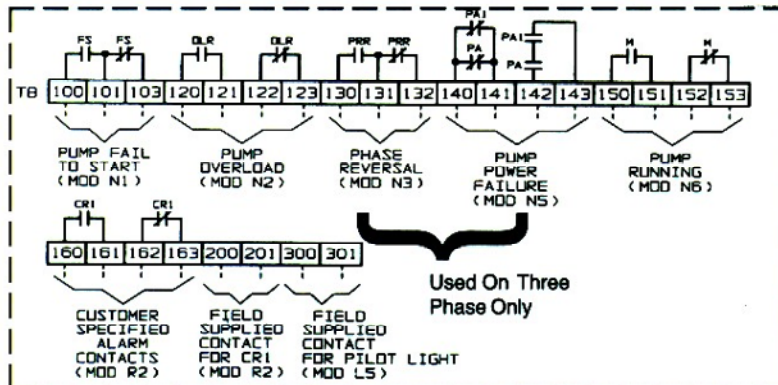 PA1
FS FS OLR OLR PRR PRR PA1 M M
PA PA
TB 100 101 103 120 121 122 123 130 131 132 140 141 142 143 150 151 152 153
PUMP FAIL
TO START
(MOD N1)
PUMP
OVERLOAD
(MOD N2)
PHASE
REVERSAL
(MOD N3)
PUMP
POWER
FAILURE
(MOD N5)
PUMP
RUNNING
(MOD N6)
CR1 CR1
160 161 162 163 200 201 300 301
CUSTOMER
SPECIFIED
ALARM
CONTACTS
(MOD R2)
FIELD
SUPPLIED
CONTACT
FOR CR1
(MOD R2)
FIELD
SUPPLIED
CONTACT
FOR PILOT LIGHT
(MOD L5)
Used On Three
Phase Only